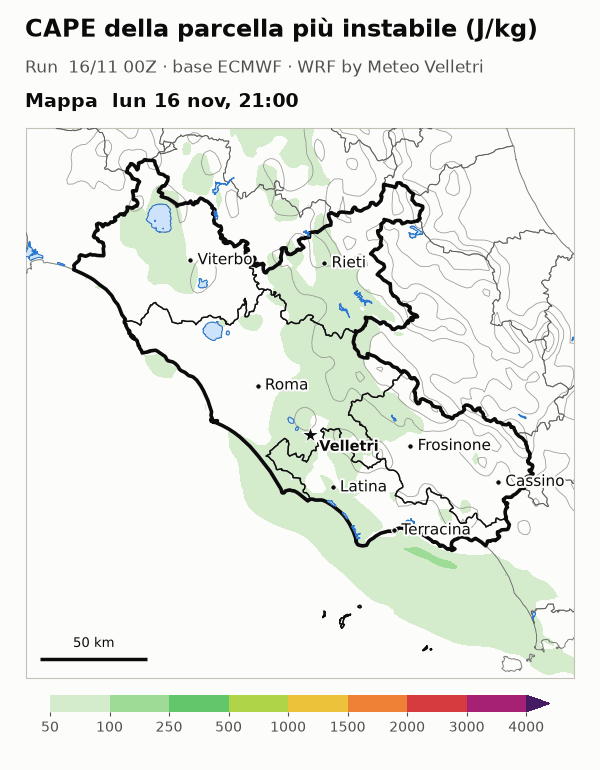 CAPE della parcella più instabile (J/kg)
Run  16/11 00Z · base ECMWF · WRF by Meteo Velletri
Mappa  lun 16 nov, 21:00
Viterbo
Rieti
Roma
Velletri
Frosinone
Cassino
Latina
Terracina
50 km
50 100 250 500 1000 1500 2000 3000 4000